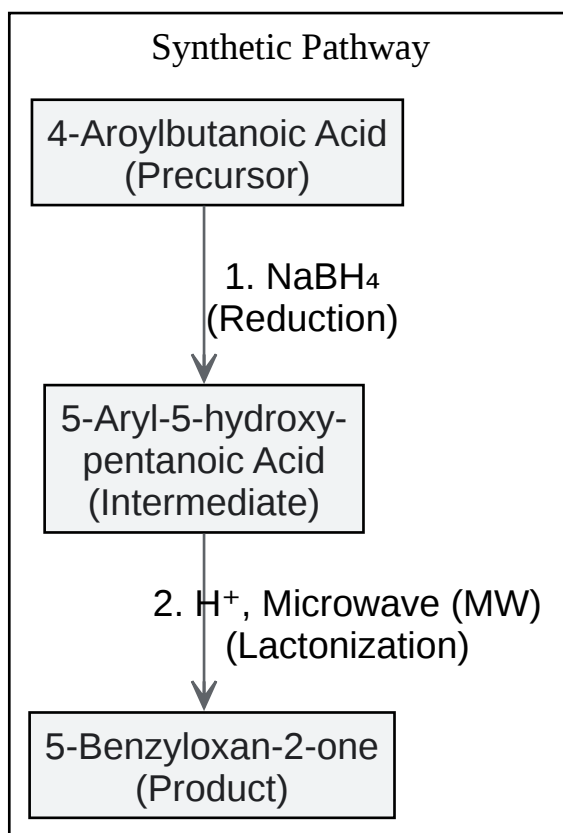 Synthetic Pathway
4-Aroylbutanoic Acid
(Precursor)
1. NaBH₄
(Reduction)
5-Aryl-5-hydroxy-
pentanoic Acid
(Intermediate)
2. H⁺, Microwave (MW)
(Lactonization)
5-Benzyloxan-2-one
(Product)